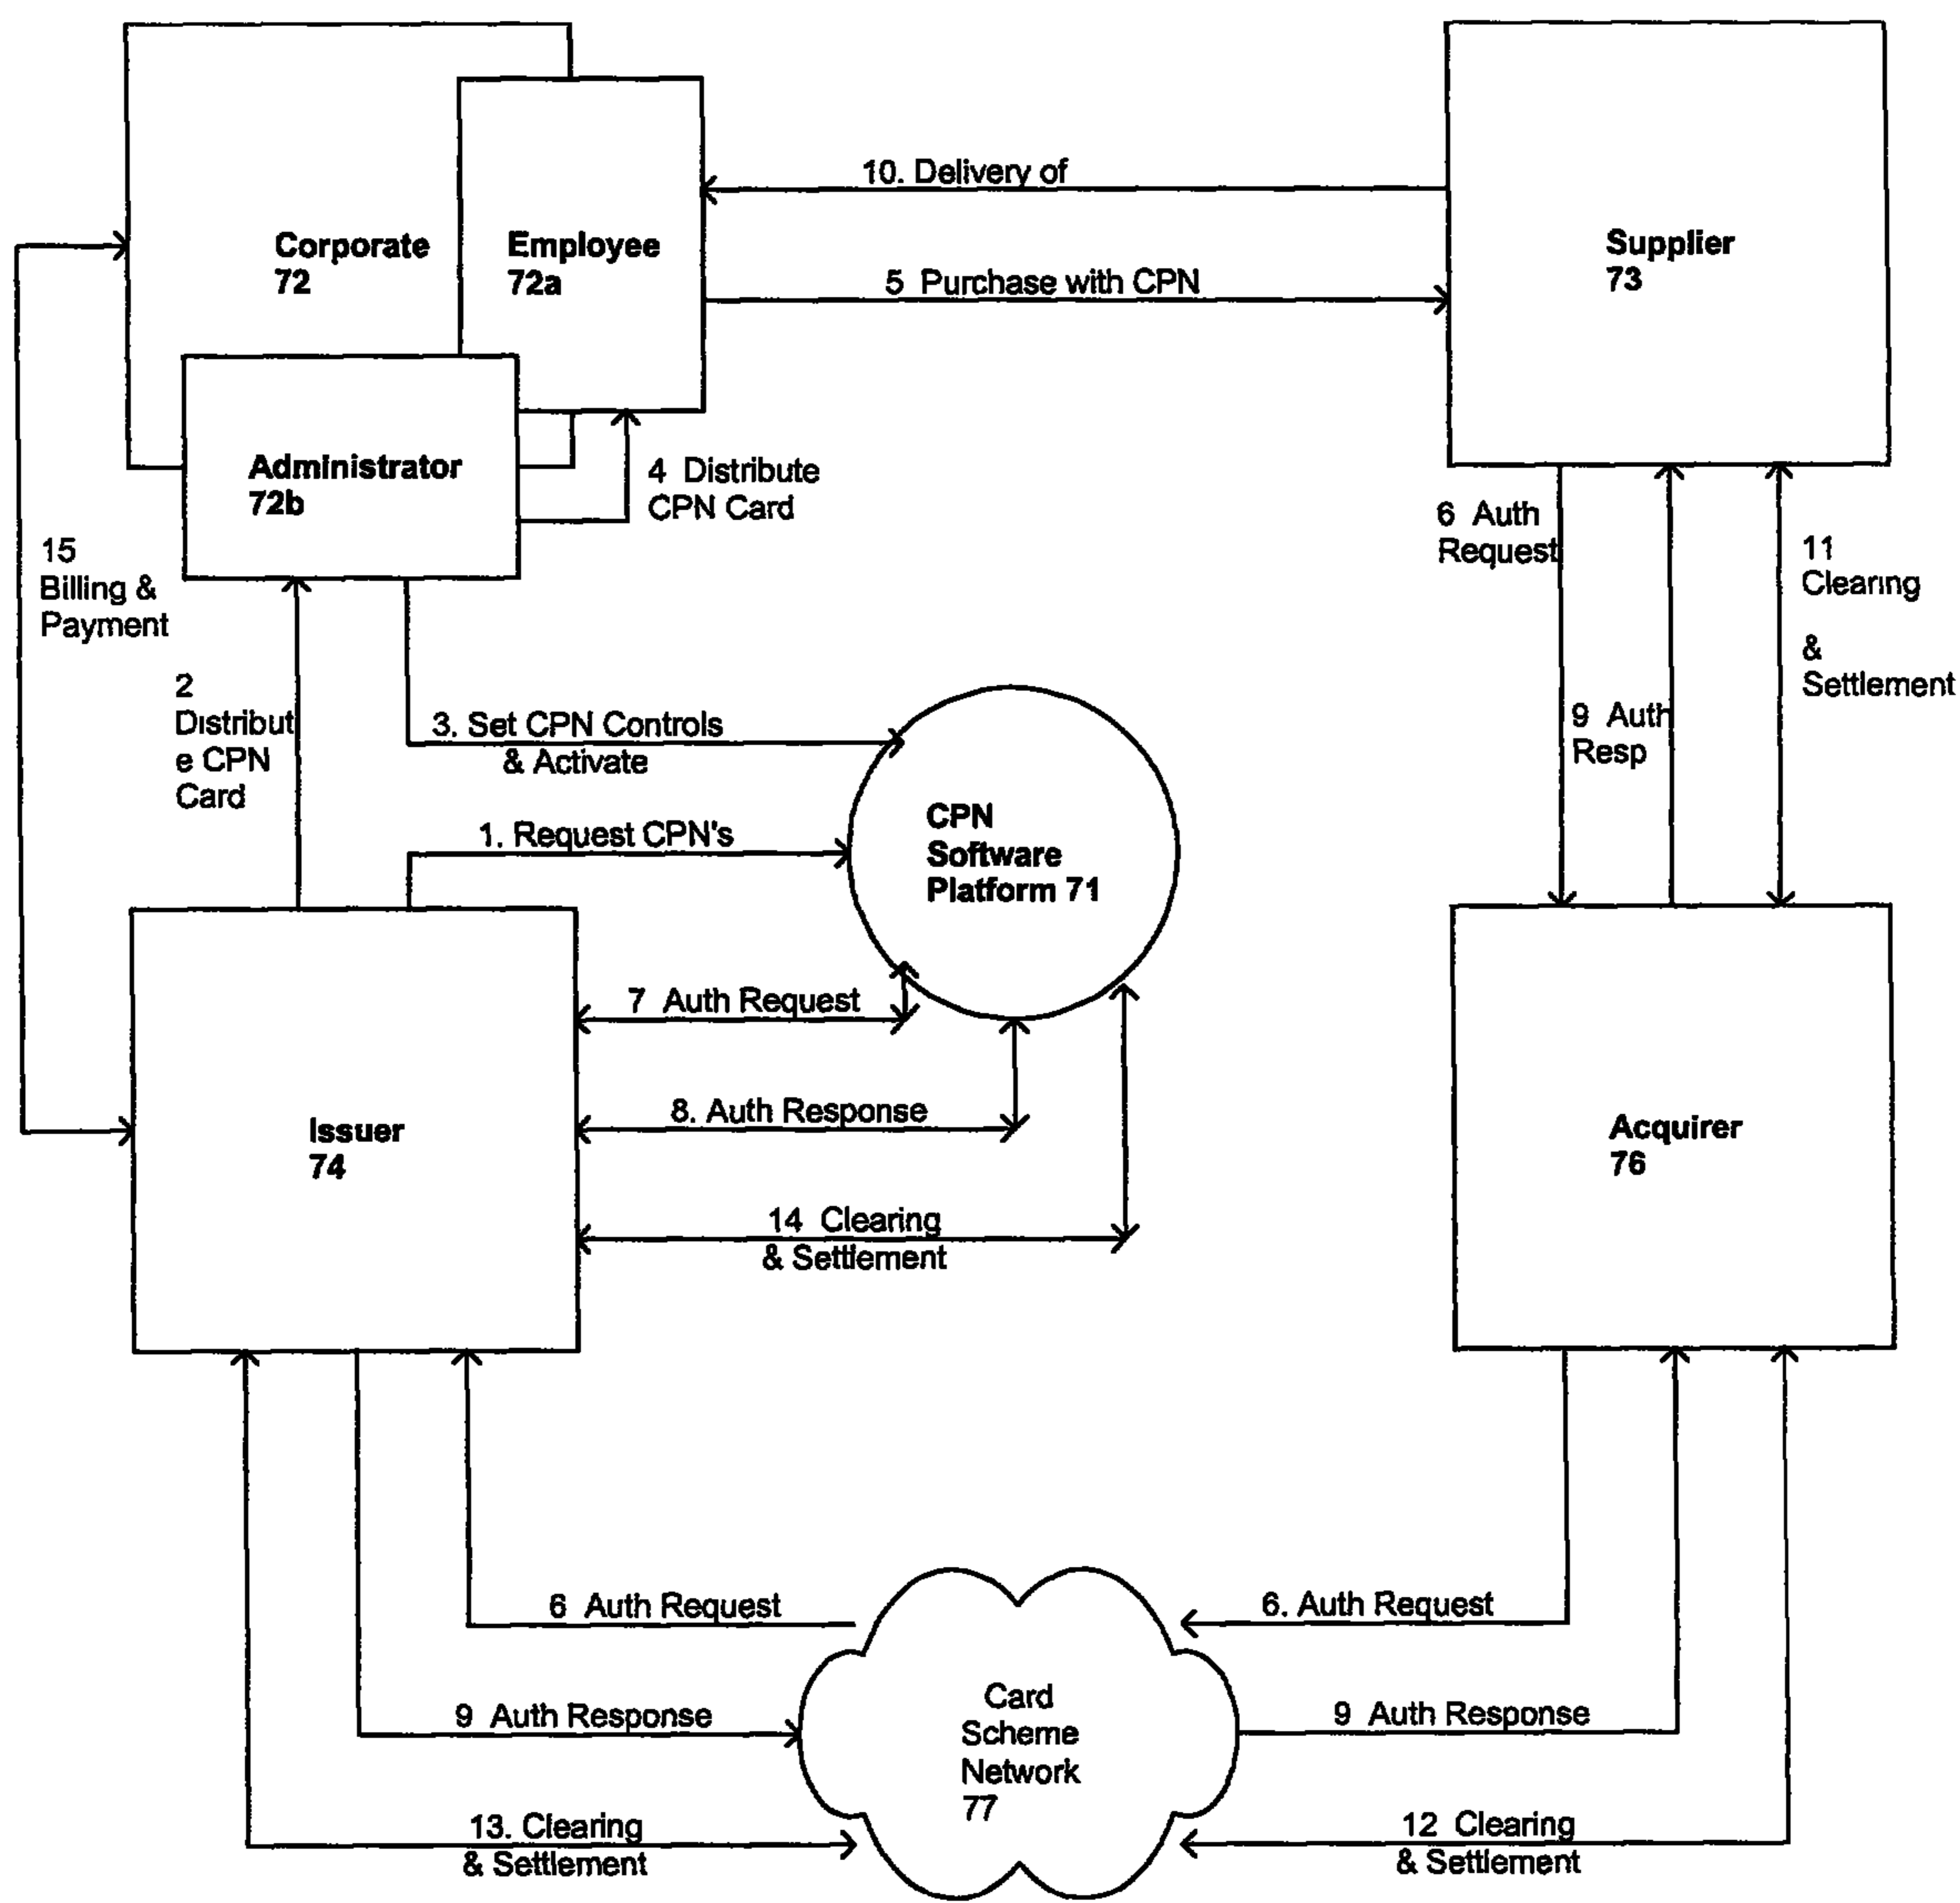 10. Delivery of
Corporate
72
Employee
72a
Supplier
73
5 Purchase with CPN
Administrator
72b
4 Distribute
CPN Card
6 Auth
Request
11
Clearing
&
Settlement
15
Billing &
Payment
2
Distribut
e CPN
Card
9 Auth
Resp
3. Set CPN Controls
& Activate
1. Request CPN's
CPN
Software
Platform 71
7 Auth Request
8. Auth Response
Issuer
74
Acquirer
76
14 Clearing
& Settlement
6 Auth Request
6. Auth Request
Card
Scheme
Network
77
9 Auth Response
9 Auth Response
13. Clearing
& Settlement
12 Clearing
& Settlement